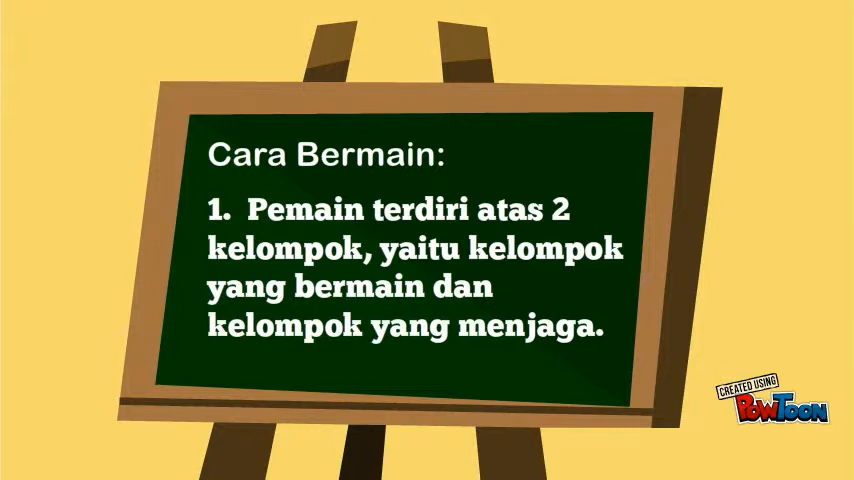 Cara Bermain:
1. Pemain terdiri atas 2
kelompok, yaitu kelompok
yang bermain dan
kelompok yang menjaga.
CREATED USING
POWTOON